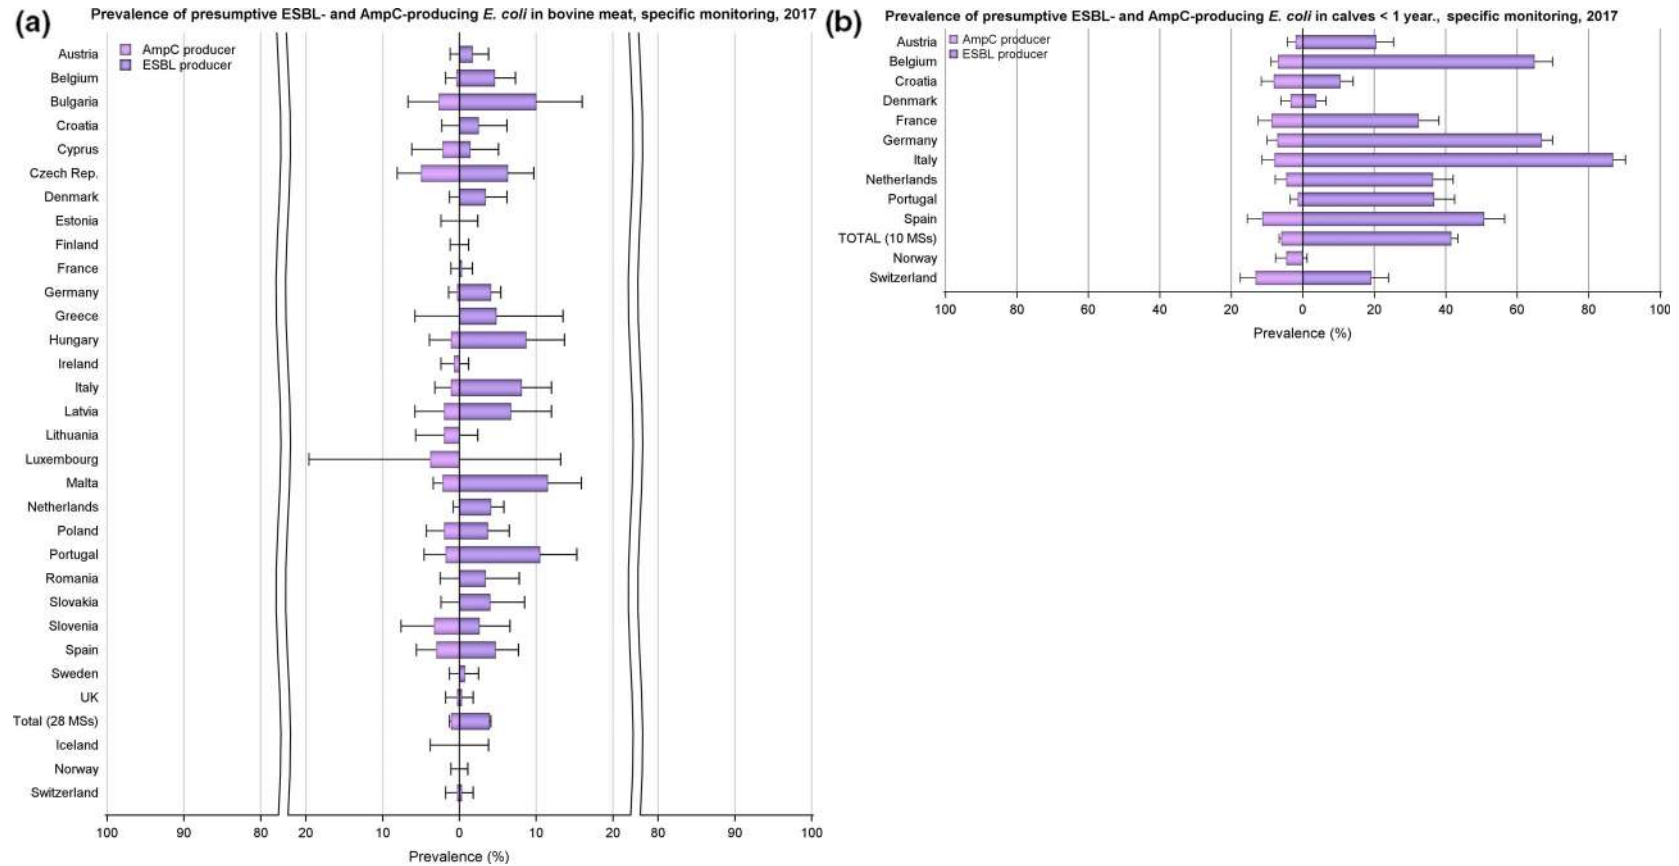 (a)
Prevalence of presumptive ESBL- and AmpC-producing E. coli in bovine meat, specific monitoring, 2017
AmpC producer
ESBL producer
Austria
Belgium
Bulgaria
Croatia
Cyprus
Czech Rep.
Denmark
Estonia
Finland
France
Germany
Greece
Hungary
Ireland
Italy
Latvia
Lithuania
Luxembourg
Malta
Netherlands
Poland
Portugal
Romania
Slovakia
Slovenia
Spain
Sweden
UK
Total (28 MSs)
Iceland
Norway
Switzerland
100 90 80 20 10 0 10 20 80 90 100
Prevalence (%)
(b)
Prevalence of presumptive ESBL- and AmpC-producing E. coli in calves < 1 year., specific monitoring, 2017
AmpC producer
ESBL producer
Austria
Belgium
Croatia
Denmark
France
Germany
Italy
Netherlands
Portugal
Spain
TOTAL (10 MSs)
Norway
Switzerland
100 80 60 40 20 0 20 40 60 80 100
Prevalence (%)